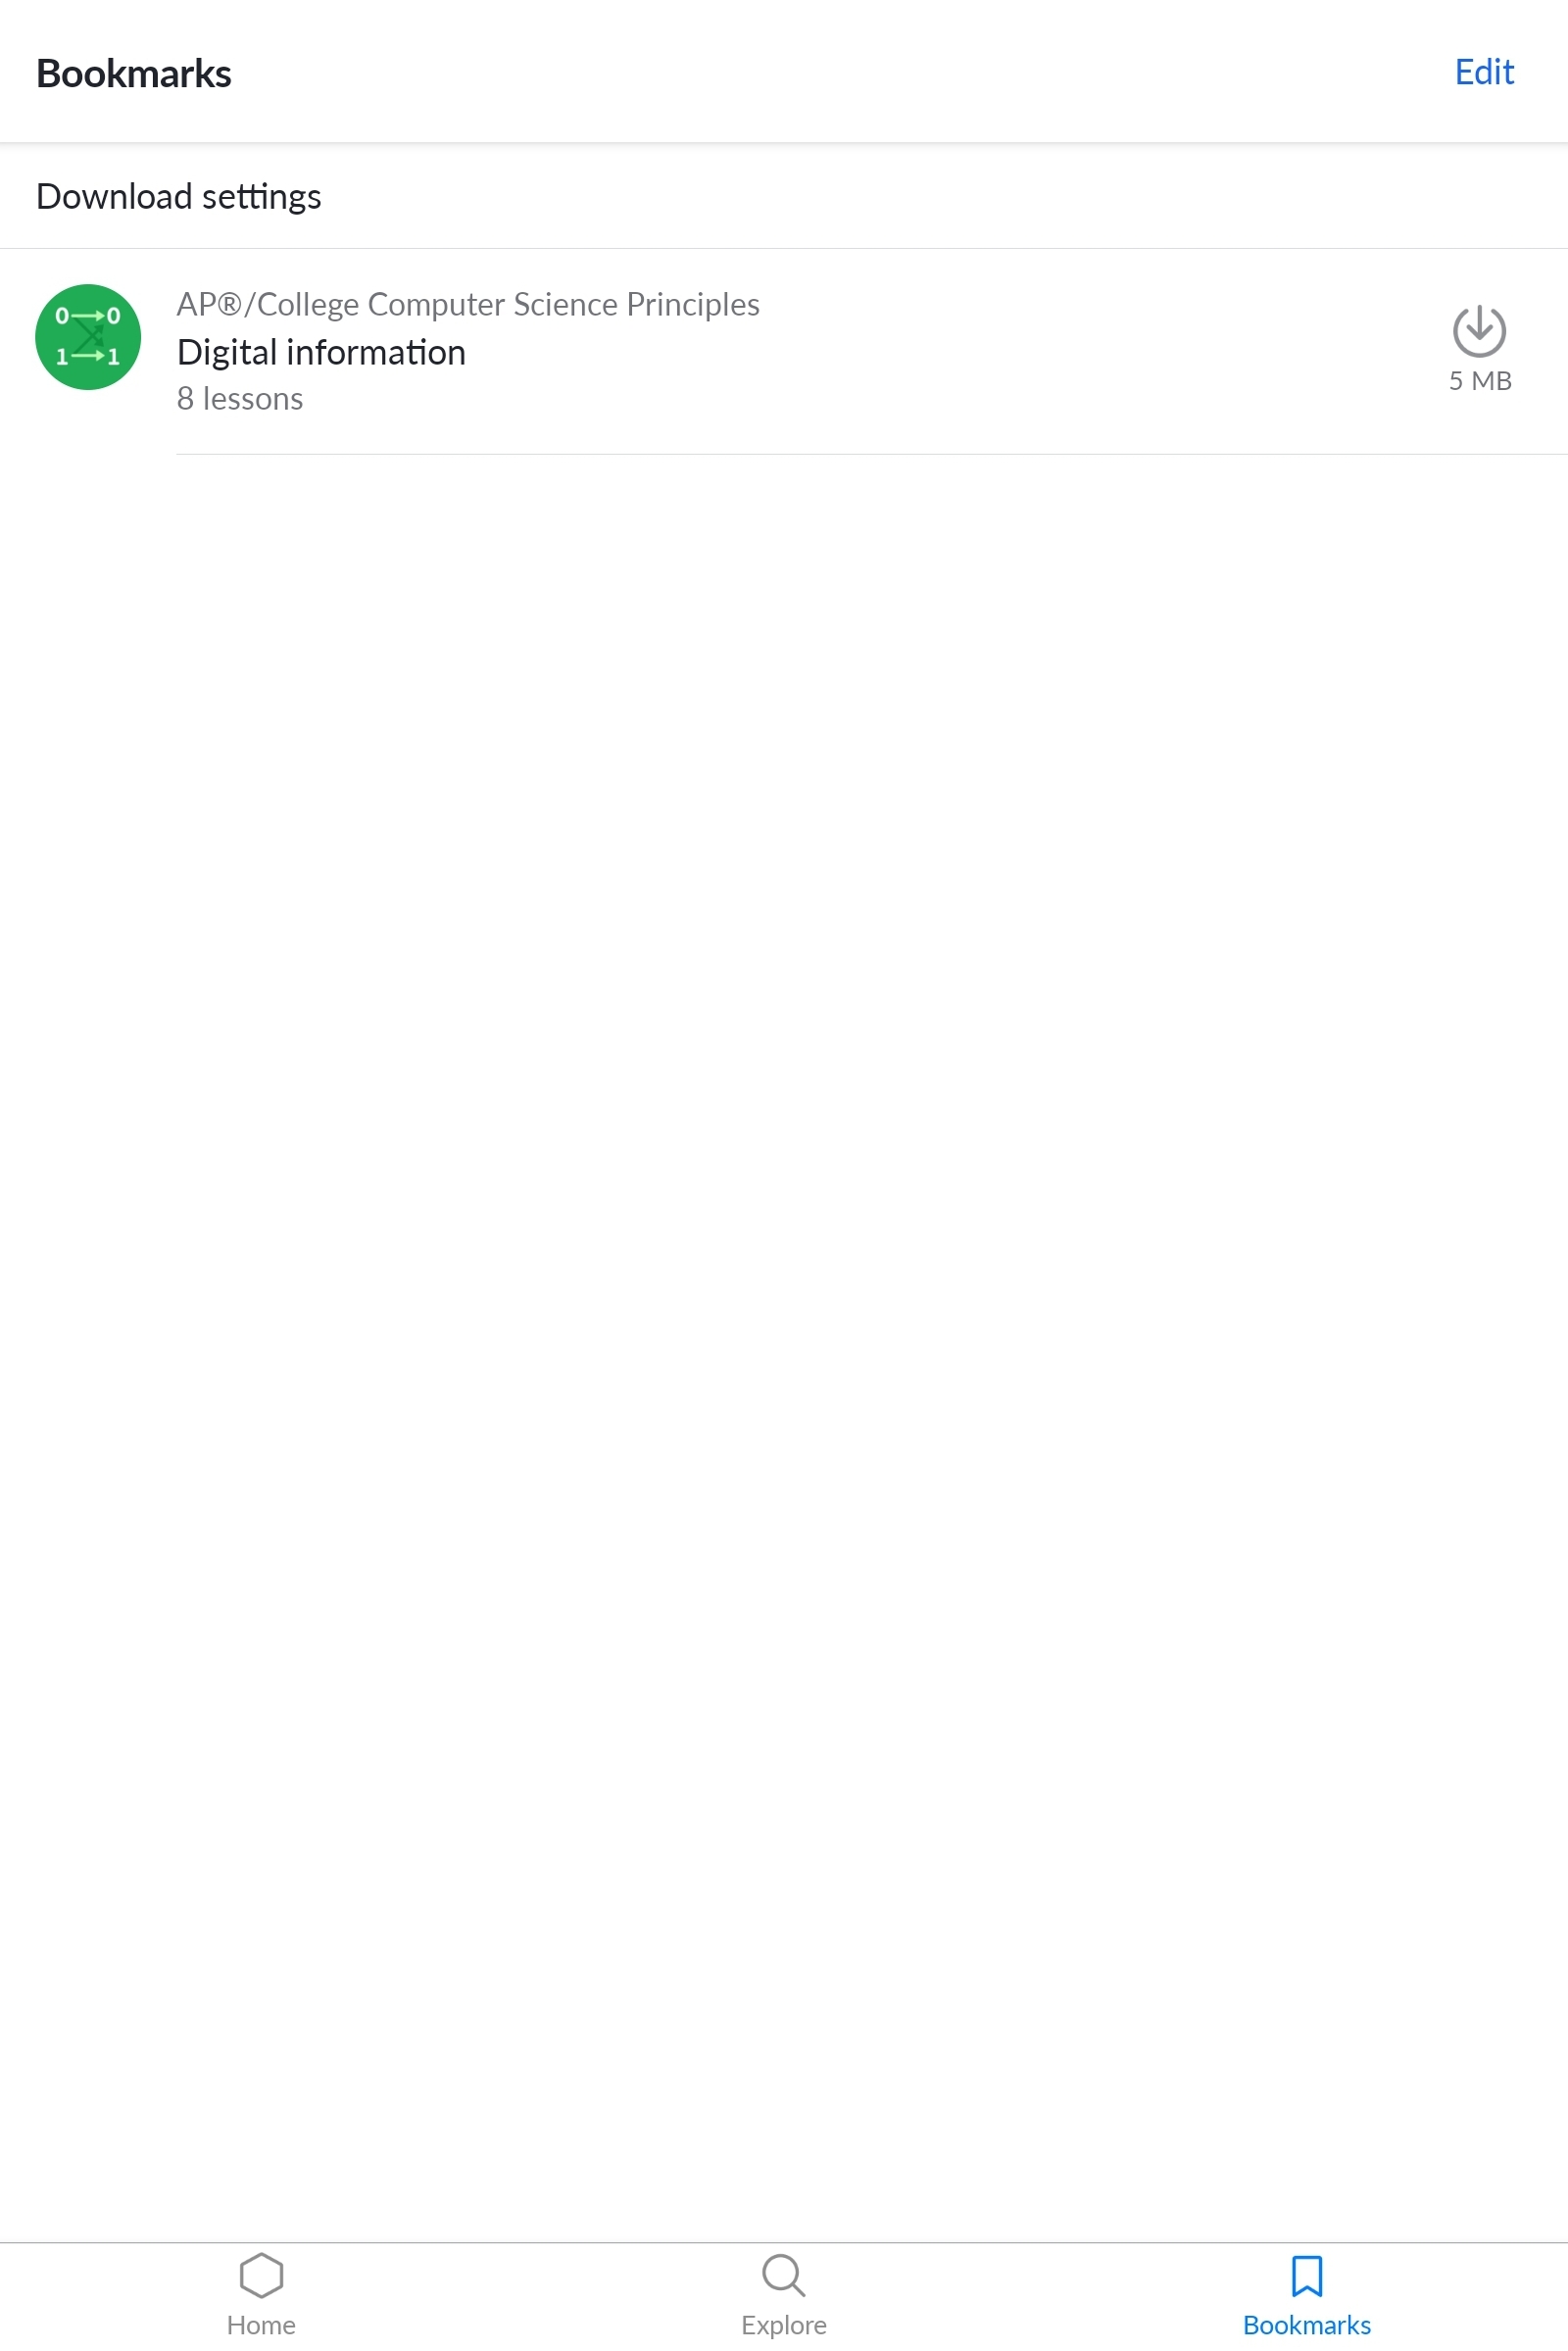 Bookmarks
Edit
Download settings
0 0
1 1
AP®/College Computer Science Principles
Digital information
8 lessons
5 MB
Home
Explore
Bookmarks